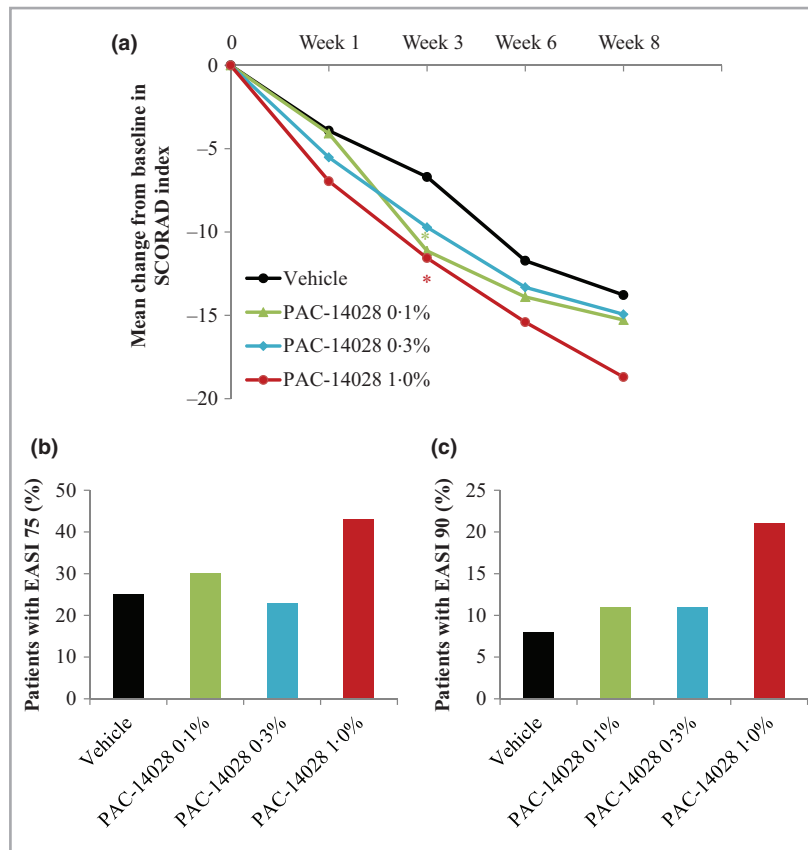 (a)
0 Week 1 Week 3 Week 6 Week 8
Mean change from baseline in
SCORAD index
0
–5
–10
–15
–20
*
*
Vehicle
PAC-14028 0·1%
PAC-14028 0·3%
PAC-14028 1·0%
(b)
Patients with EASI 75 (%)
50
40
30
20
10
0
Vehicle
PAC-14028 0·1%
PAC-14028 0·3%
PAC-14028 1·0%
(c)
Patients with EASI 90 (%)
25
20
15
10
5
0
Vehicle
PAC-14028 0·1%
PAC-14028 0·3%
PAC-14028 1·0%